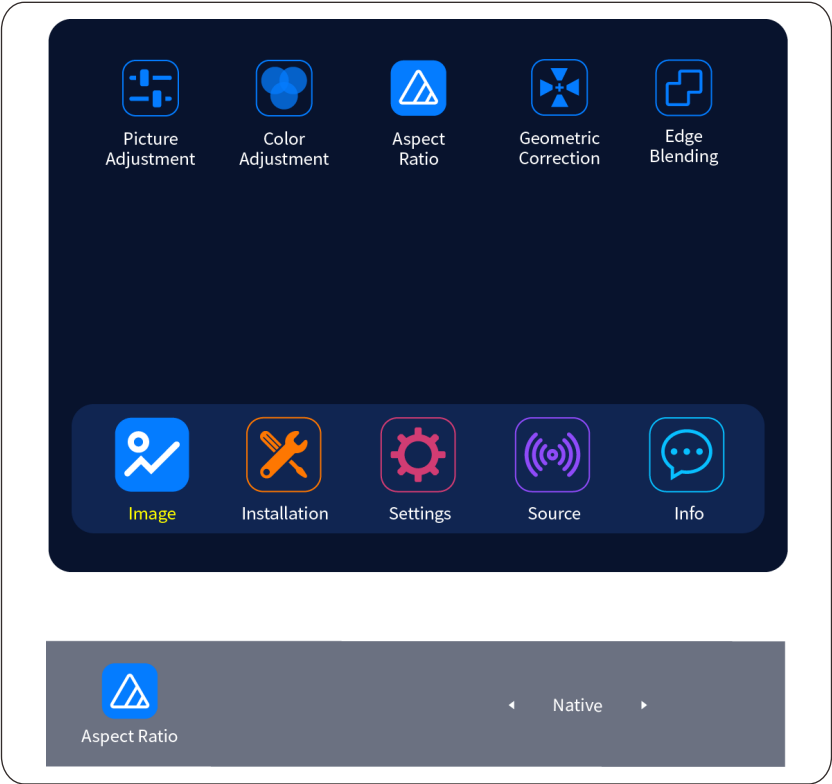 Picture
Adjustment
Color
Adjustment
Aspect
Ratio
Geometric
Correction
Edge
Blending
Image
Installation
Settings
Source
Info
Aspect Ratio
Native